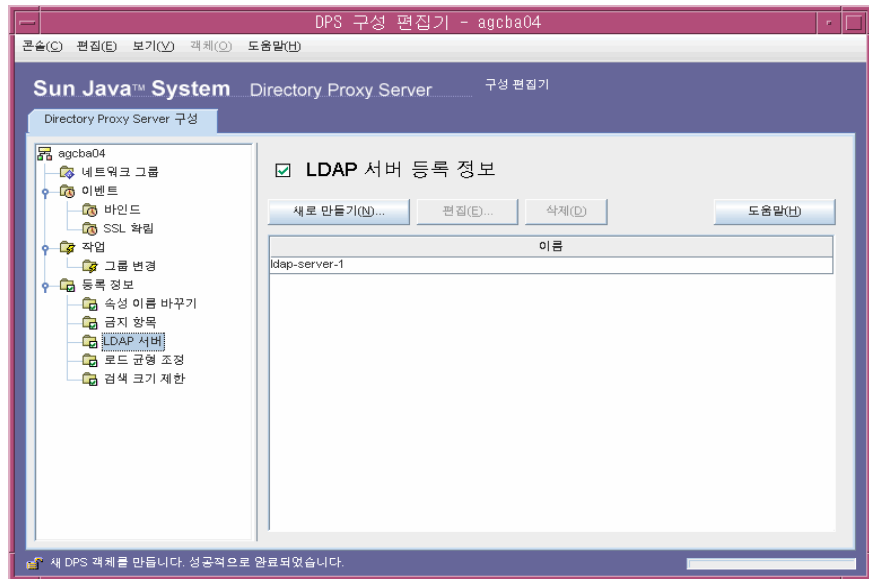 DPS 구성 편집기 - agcba04
콘솔(C) 편집(E) 보기(V) 객체(O) 도움말(H)
Sun Java™ System Directory Proxy Server 구성 편집기
Directory Proxy Server 구성
agcba04
네트워크 그룹
이벤트
바인드
SSL 확립
작업
그룹 변경
등록 정보
속성 이름 바꾸기
금지 항목
LDAP 서버
로드 균형 조정
검색 크기 제한
LDAP 서버 등록 정보
새로 만들기(N)... 편집(E)... 삭제(D) 도움말(H)
이름
ldap-server-1
새 DPS 객체를 만듭니다. 성공적으로 완료되었습니다.